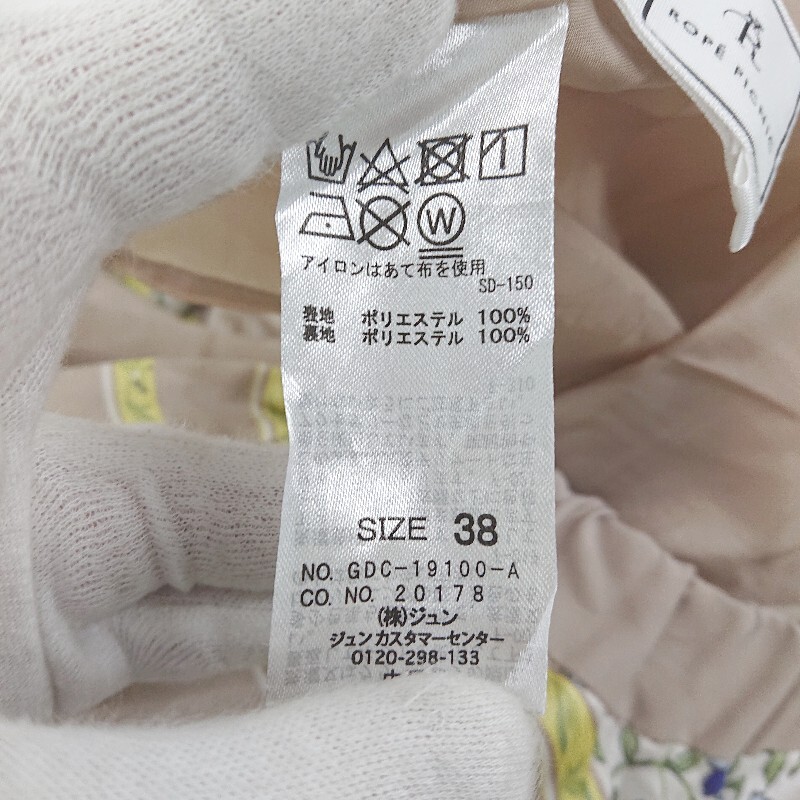 ROPÉ PICNIC
W
アイロンはあて布を使用
SD-150
表地 ポリエステル 100%
裏地 ポリエステル 100%
SIZE 38
NO. GDC-19100-A
CO. NO. 20178
(株)ジュン
ジュンカスタマーセンター
0120-298-133